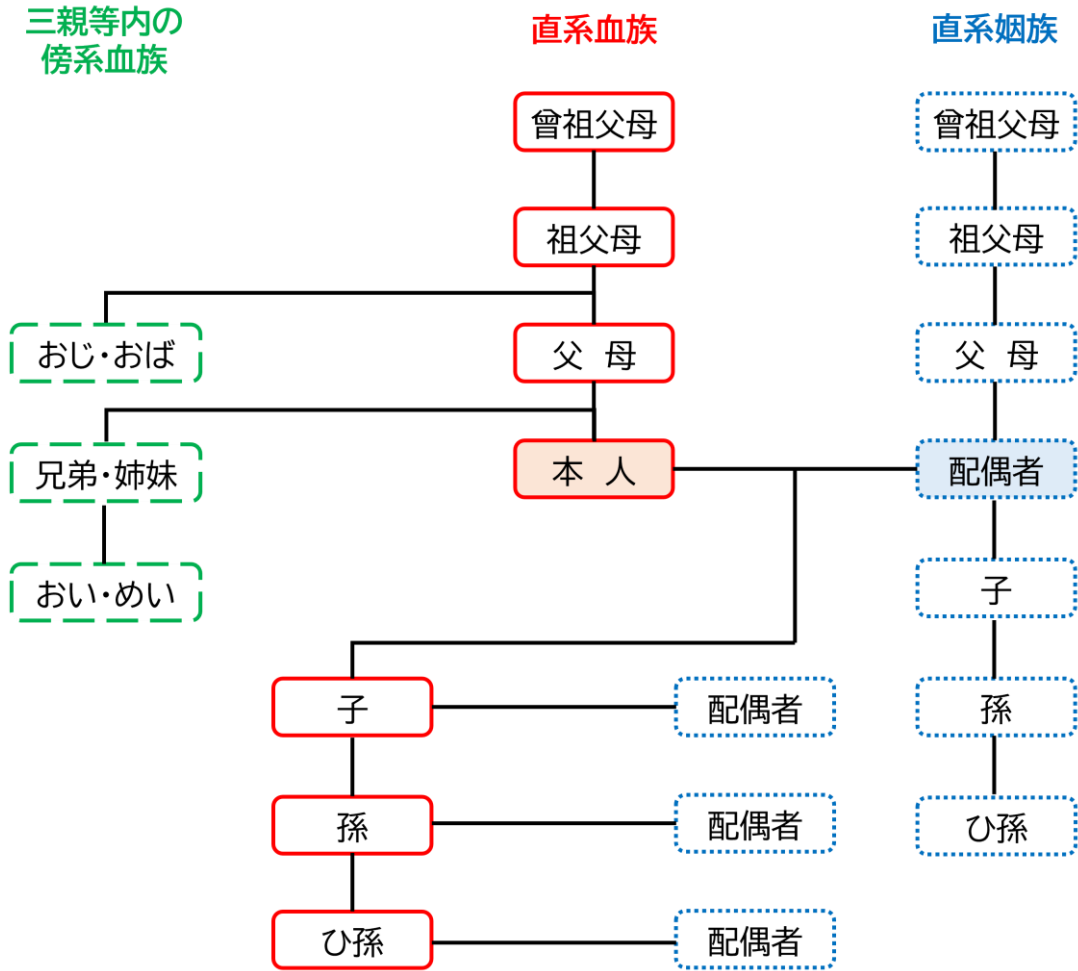 三親等内の
傍系血族
直系血族
直系姻族
曾祖父母
曾祖父母
祖父母
祖父母
おじ・おば
父 母
父 母
兄弟・姉妹
本 人
配偶者
おい・めい
子
子
配偶者
孫
孫
配偶者
ひ孫
ひ孫
配偶者